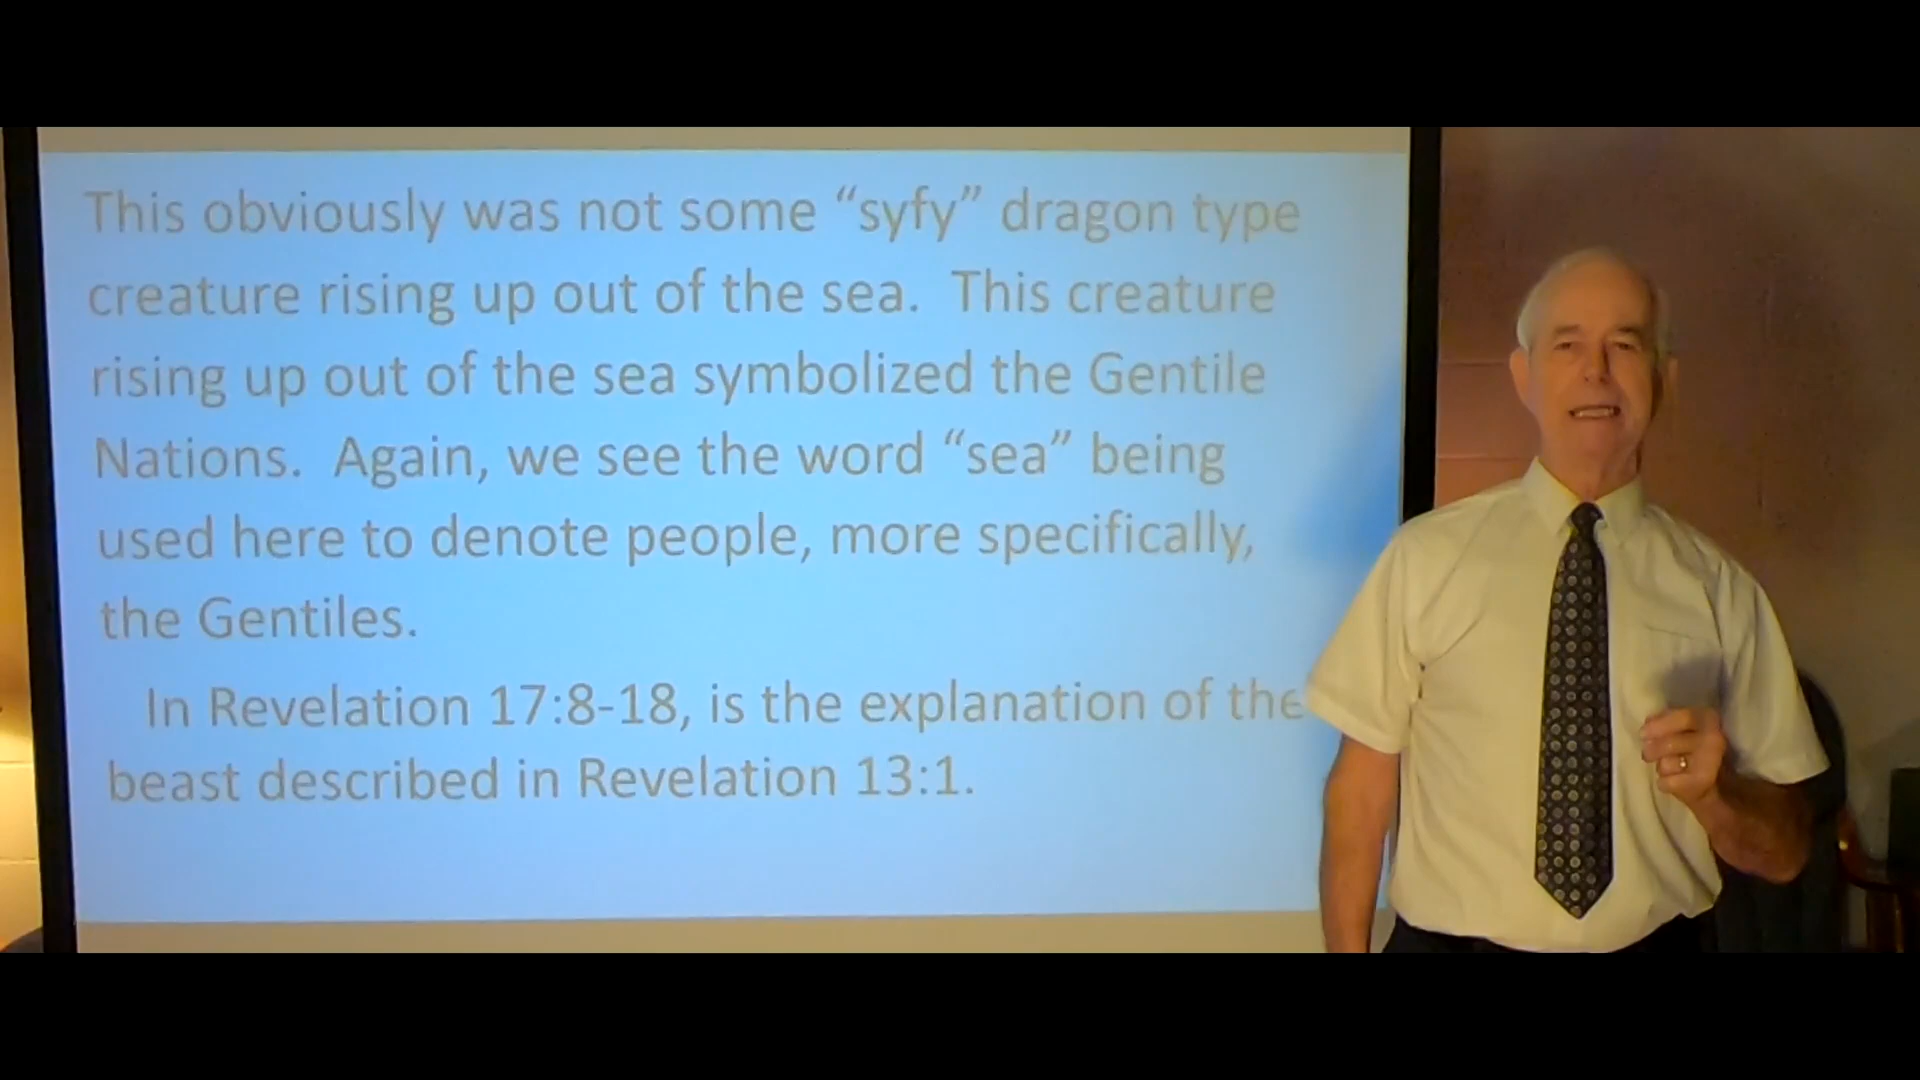 This obviously was not some “syfy” dragon type
creature rising up out of the sea.  This creature
rising up out of the sea symbolized the Gentile
Nations.  Again, we see the word “sea” being
used here to denote people, more specifically,
the Gentiles.
In Revelation 17:8-18, is the explanation of the
beast described in Revelation 13:1.